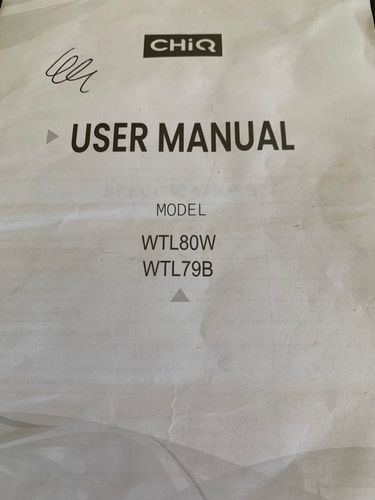 CHiQ
USER MANUAL
MODEL
WTL80W
WTL79B